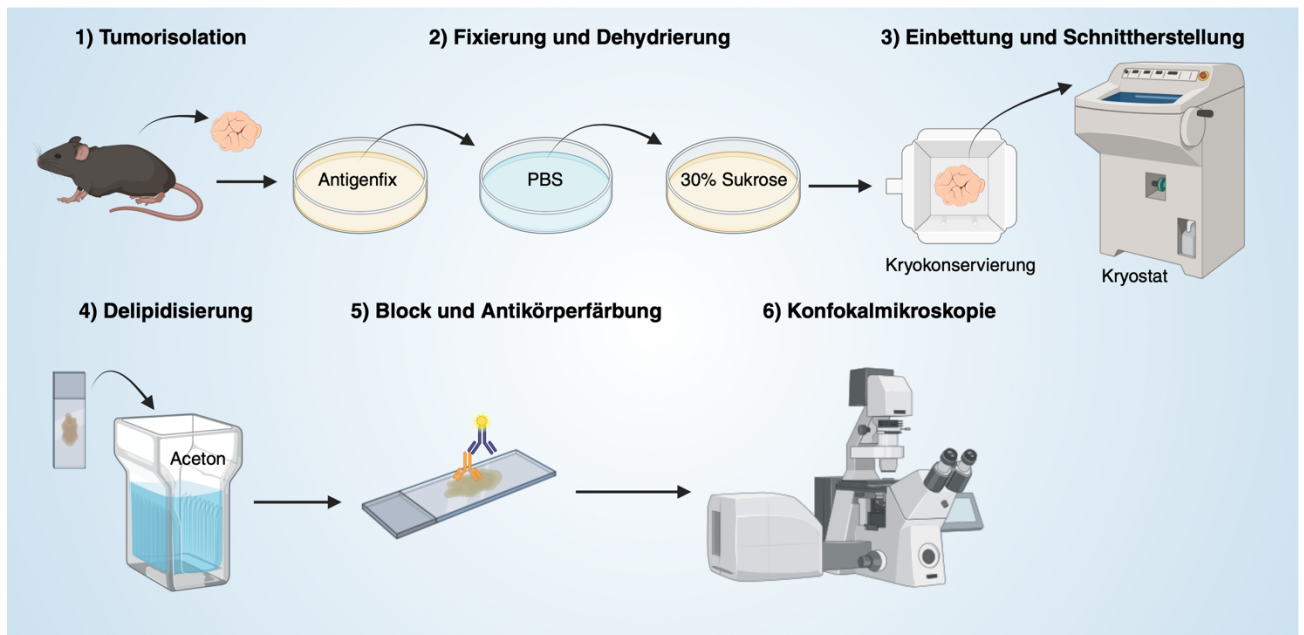 1) Tumorisolation
2) Fixierung und Dehydrierung
3) Einbettung und Schnittherstellung
Antigenfix
PBS
30% Sukrose
Kryokonservierung
Kryostat
4) Delipidisierung
5) Block und Antikörperfärbung
6) Konfokalmikroskopie
Aceton